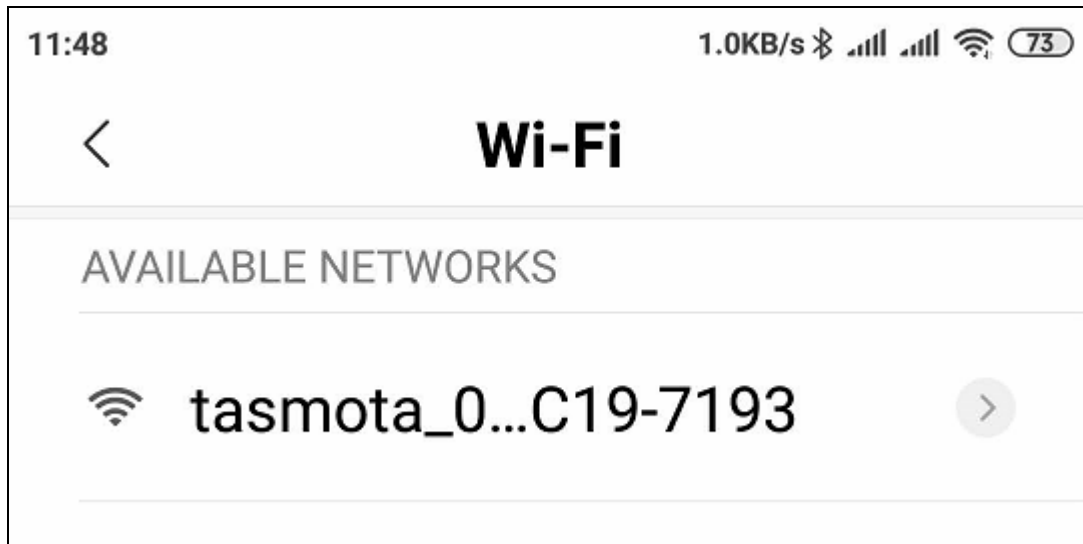 11:48 1.0KB/s 73
Wi-Fi
AVAILABLE NETWORKS
tasmota_0...C19-7193